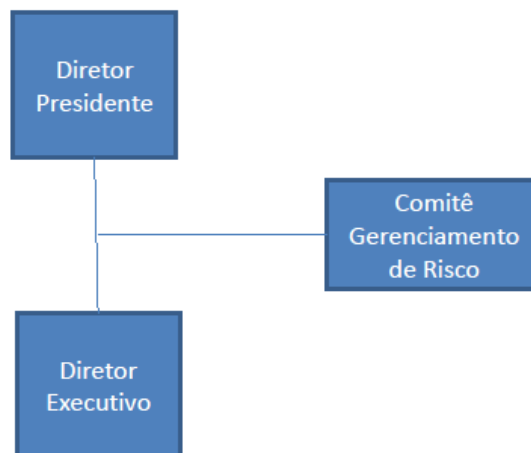 Diretor
Presidente
Comitê
Gerenciamento
de Risco
Diretor
Executivo